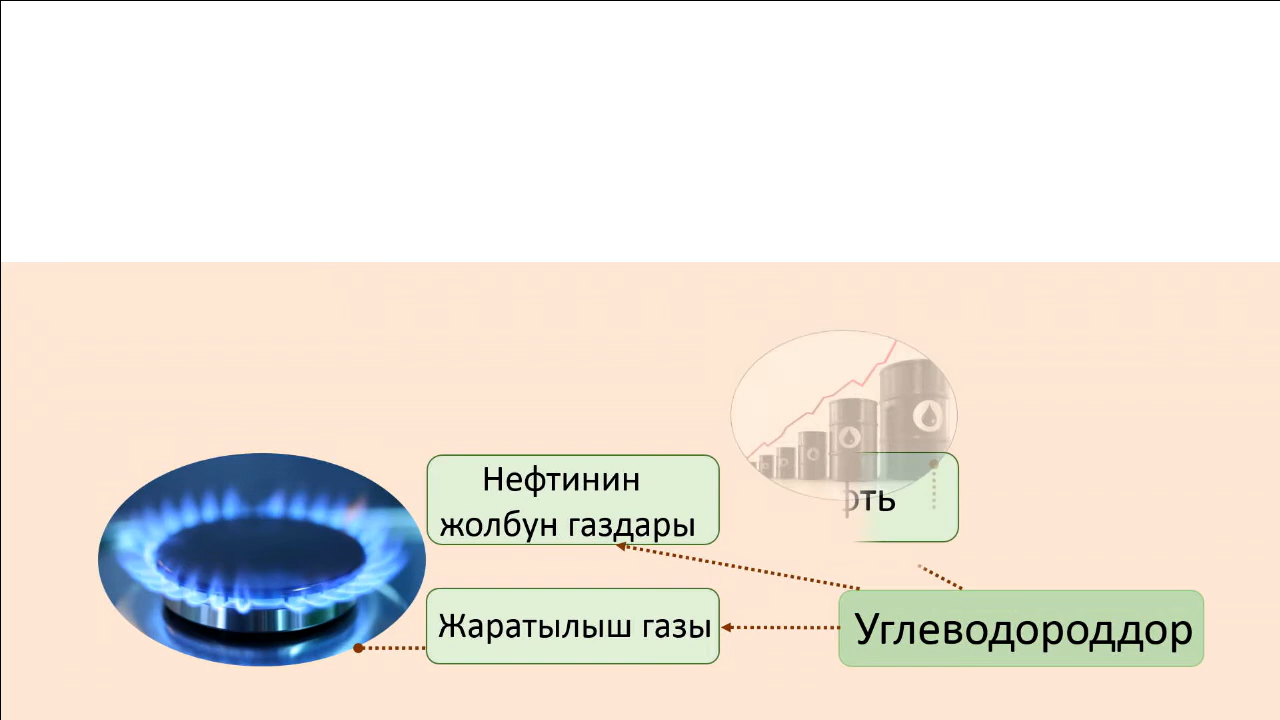 Нефтинин
жолбун газдары
Жаратылыш газы
Углеводороддор